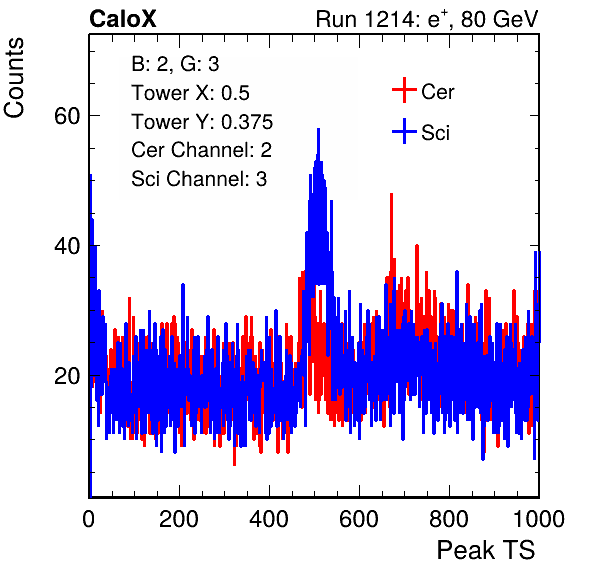 CaloX Run 1214: e⁺, 80 GeV
Counts
B: 2, G: 3
Tower X: 0.5
Tower Y: 0.375
Cer Channel: 2
Sci Channel: 3
Cer
Sci
60
40
20
0 200 400 600 800 1000
Peak TS